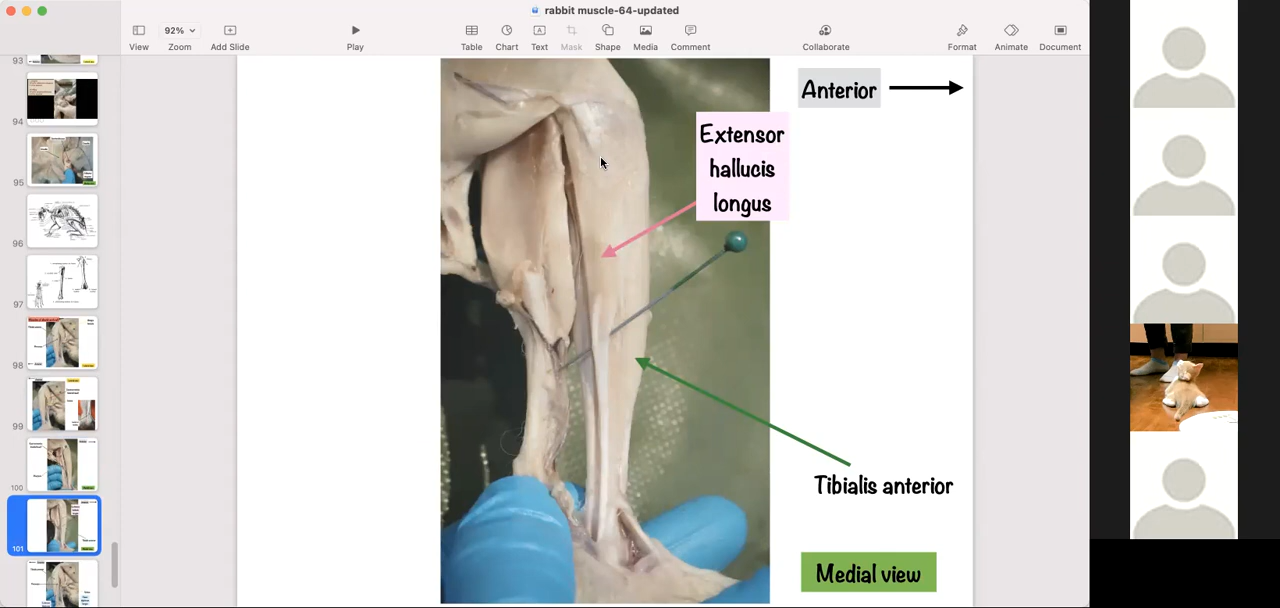 rabbit muscle-64-updated
92%
View Zoom Add Slide Play Table Chart Text Mask Shape Media Comment Collaborate Format Animate Document
93
94
95
96
97
98
99
100
101
Anterior
Extensor
hallucis
longus
Tibialis anterior
Medial view